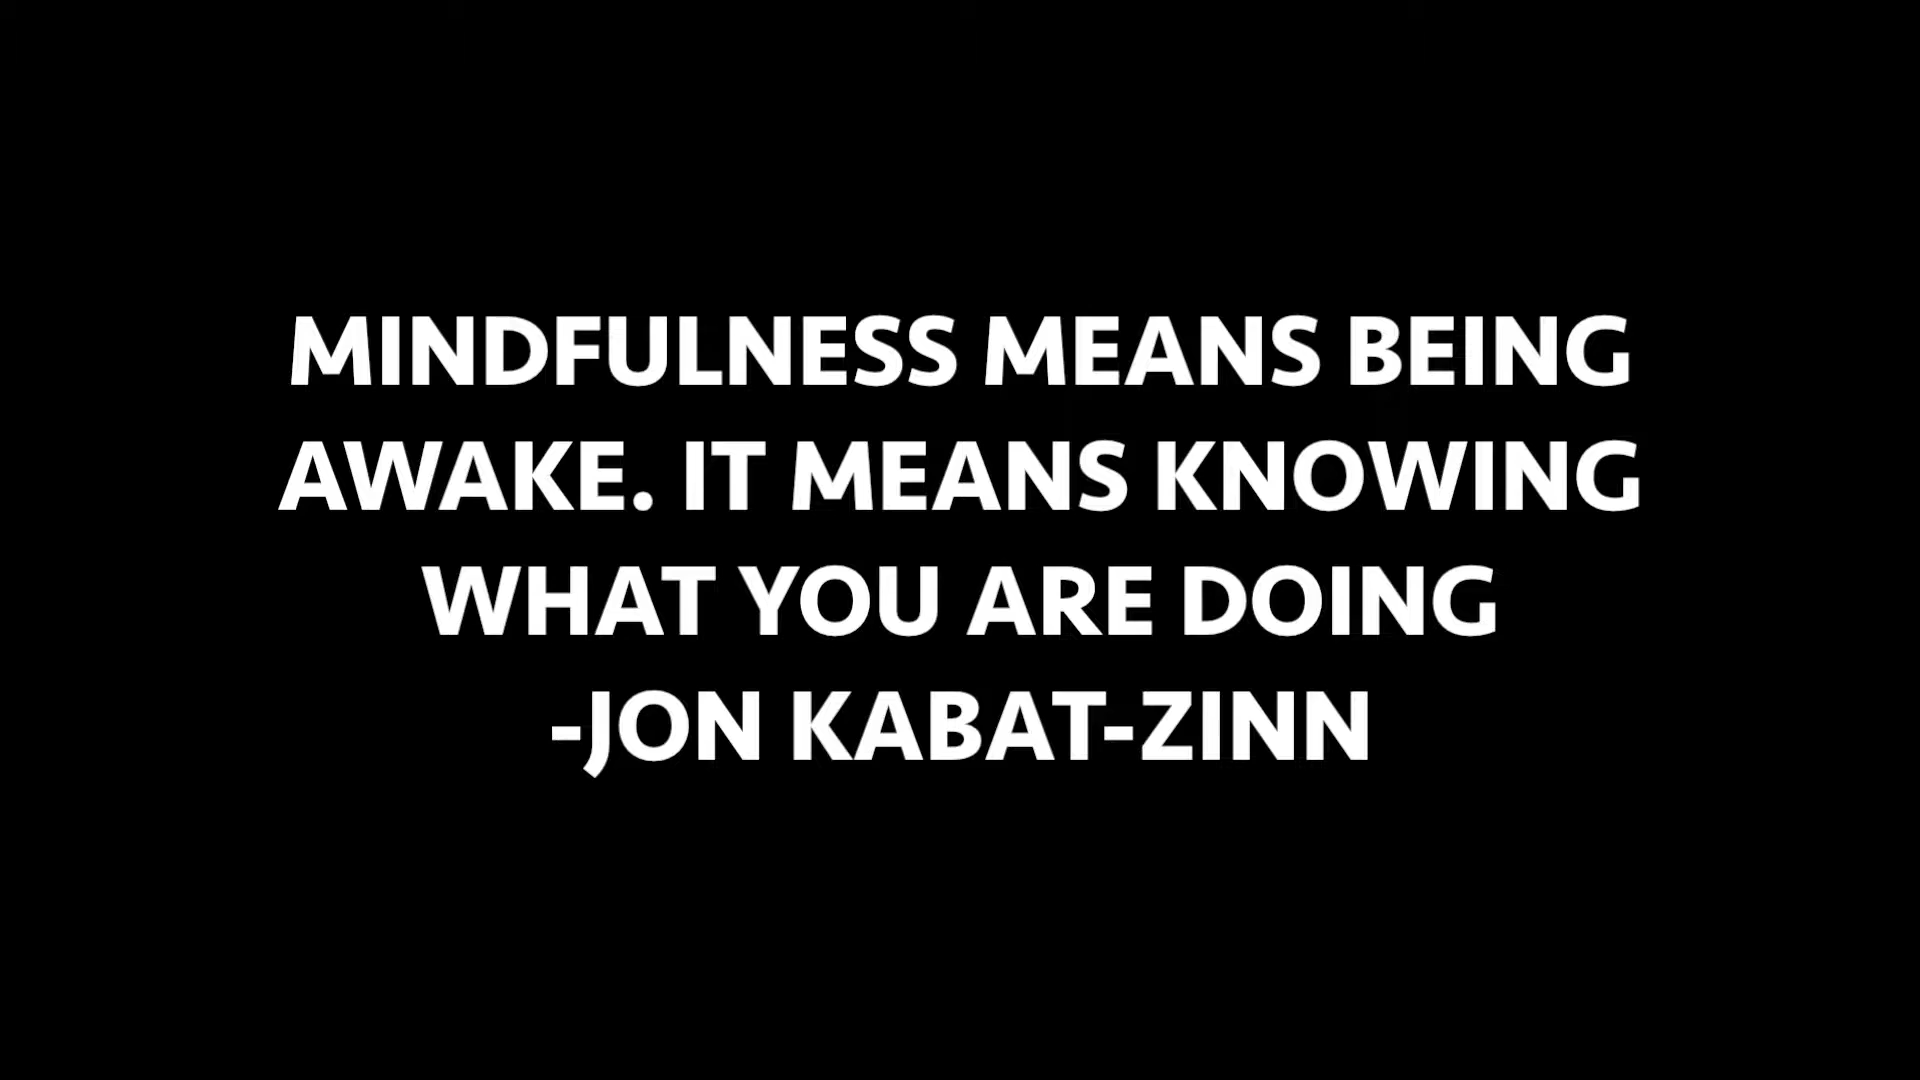 MINDFULNESS MEANS BEING
AWAKE. IT MEANS KNOWING
WHAT YOU ARE DOING
-JON KABAT-ZINN